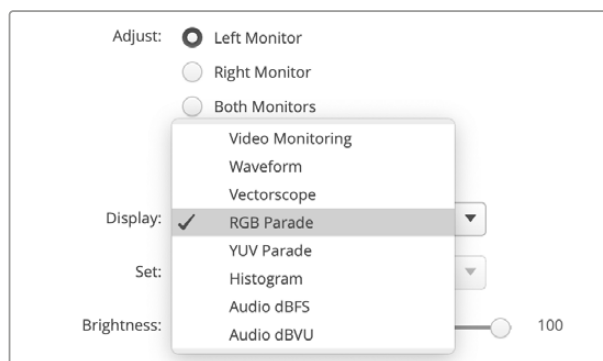 Adjust: Left Monitor
Right Monitor
Both Monitors
Video Monitoring
Waveform
Vectorscope
Display: RGB Parade
YUV Parade
Set: Histogram
Audio dBFS
Brightness: Audio dBVU 100